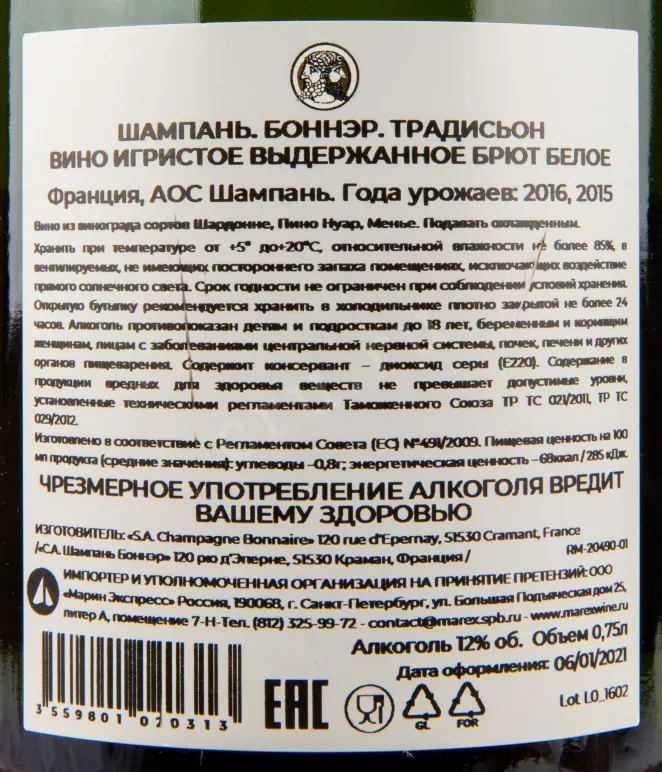 ШАМПАНЬ. БОННЭР. ТРАДИСЬОН
ВИНО ИГРИСТОЕ ВЫДЕРЖАННОЕ БРЮТ БЕЛОЕ
Франция, АОС Шампань. Года урожаев: 2016, 2015
Вино из винограда сортов Шардонне, Пино Нуар, Менье. Подавать охлажденным.
Хранить при температуре от +5° до+20°С, относительной влажности не более 85%, в
вентилируемых, не имеющих постороннего запаха помещениях, исключающих воздействие
прямого солнечного света. Срок годности не ограничен при соблюдении условий хранения.
Открытую бутылку рекомендуется хранить в холодильнике плотно закрытой не более 24
часов. Алкоголь противопоказан детям и подросткам до 18 лет, беременным и кормящим
женщинам, лицам с заболеваниями центральной нервной системы, почек, печени и других
органов пищеварения. Содержит консервант – диоксид серы (Е220). Содержание в
продукции вредных для здоровья веществ не превышает допустимые уровни,
установленные техническими регламентами Таможенного Союза ТР ТС 021/2011, ТР ТС
029/2012.
Изготовлено в соответствие с Регламентом Совета (ЕС) №491/2009. Пищевая ценность на 100
мл продукта (средние значения): углеводы –0,8г; энергетическая ценность – 68ккал / 285 кДж.
ЧРЕЗМЕРНОЕ УПОТРЕБЛЕНИЕ АЛКОГОЛЯ ВРЕДИТ
ВАШЕМУ ЗДОРОВЬЮ
ИЗГОТОВИТЕЛЬ: «S.A. Champagne Bonnaire» 120 rue d'Epernay, 51530 Cramant, France
/«С.А. Шампань Боннэр» 120 рю д'Эперне, 51530 Краман, Франция / RM-20490-01
ИМПОРТЕР И УПОЛНОМОЧЕННАЯ ОРГАНИЗАЦИЯ НА ПРИНЯТИЕ ПРЕТЕНЗИЙ: ООО
«Марин Экспресс» Россия, 190068, г. Санкт-Петербург, ул. Большая Подъяческая дом 25,
литер А, помещение 7-Н-Тел. (812) 325-99-72 - contact@marex.spb.ru - www.marexwine.ru
Алкоголь 12% об. Объем 0,75л
Дата оформления: 06/01/2021
Lot L0_1602
3 559801 070313
EAC
GL
FOR